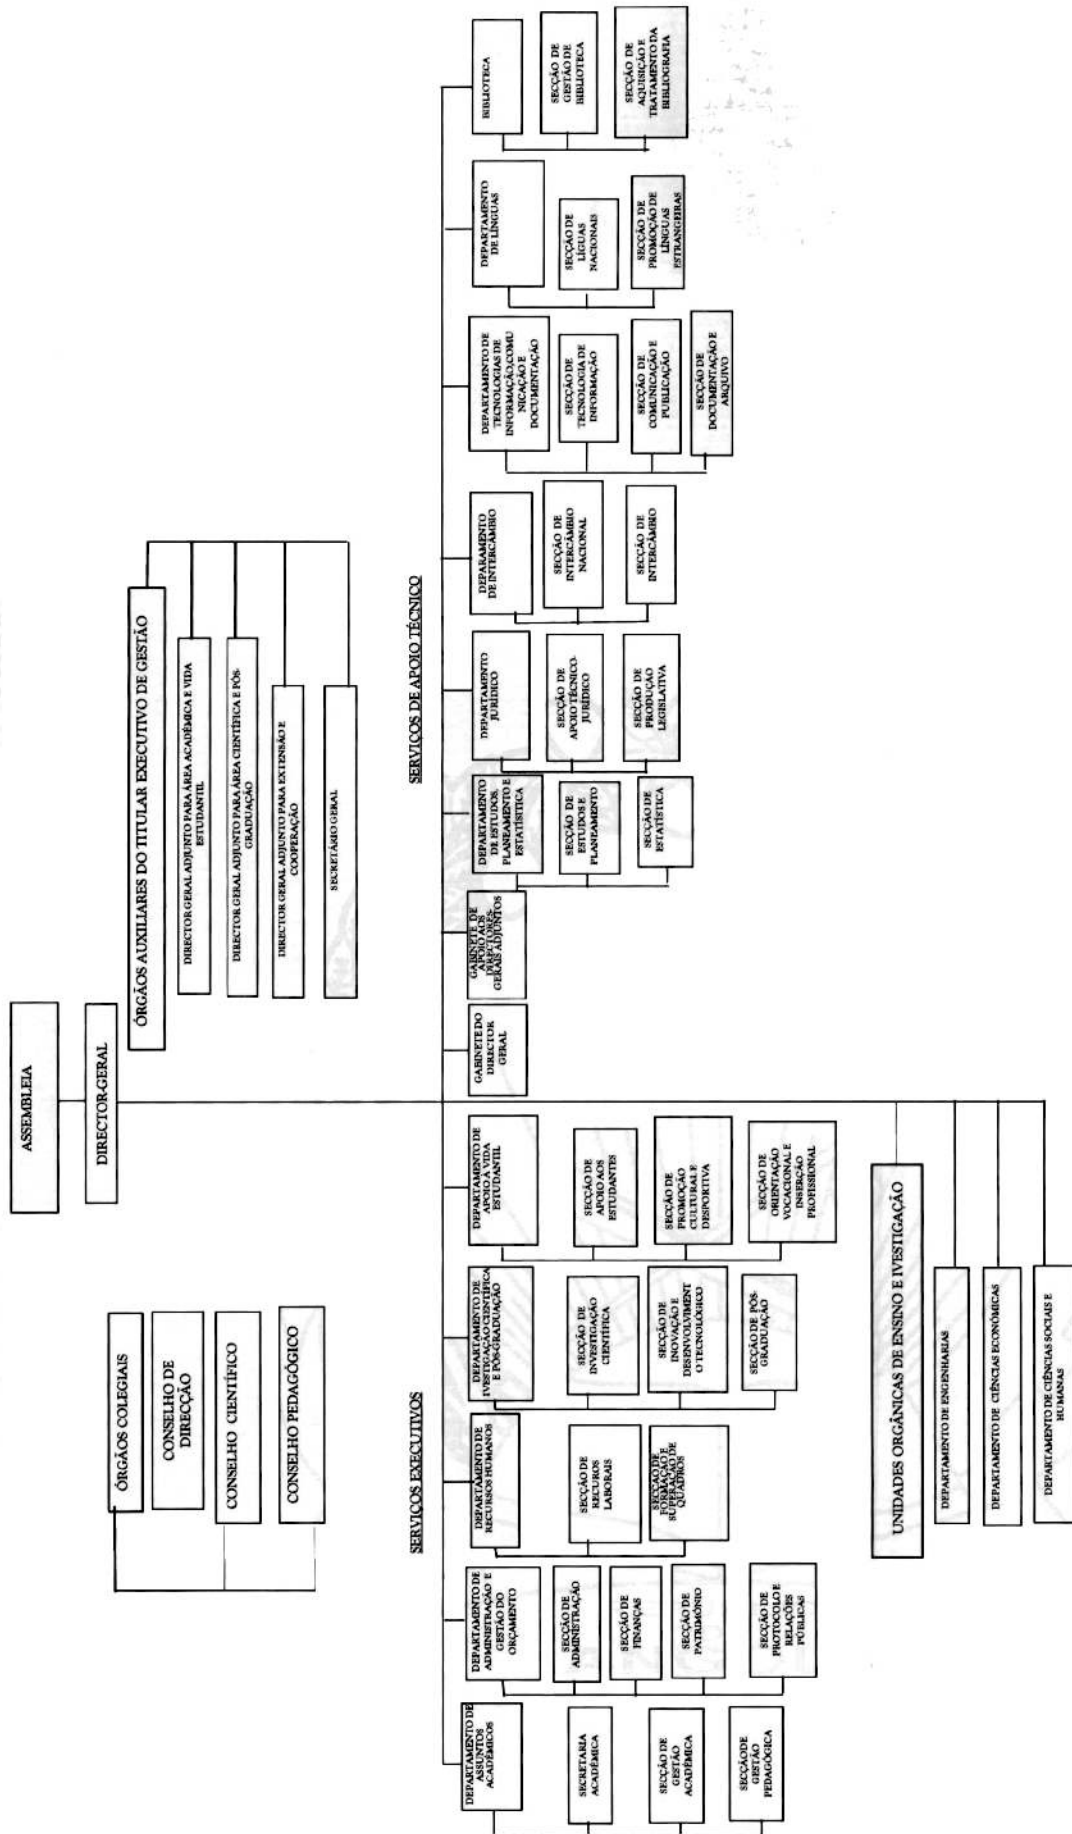 ASSEMBLEIA
DIRECTOR-GERAL
ÓRGÃOS COLEGIAIS
CONSELHO DE
DIRECÇÃO
CONSELHO CIENTÍFICO
CONSELHO PEDAGÓGICO
ÓRGÃOS AUXILIARES DO TITULAR EXECUTIVO DE GESTÃO
DIRECTOR GERAL ADJUNTO PARA ÁREA ACADÉMICA E VIDA
ESTUDANTIL
DIRECTOR GERAL ADJUNTO PARA ÁREA CIENTÍFICA E PÓS-
GRADUAÇÃO
DIRECTOR GERAL ADJUNTO PARA EXTENSÃO E
COOPERAÇÃO
SECRETÁRIO GERAL
SERVIÇOS EXECUTIVOS
DEPARTAMENTO DE
ASSUNTOS
ACADÉMICOS
SECRETARIA
ACADÉMICA
SECÇÃO DE
GESTÃO
ACADÉMICA
SECÇÃODE
GESTÃO
PEDAGÓGICA
DEPARTAMENTO DE
ADMINISTRAÇÃO E
GESTÃO DO
ORÇAMENTO
SECÇÃO DE
ADMINISTRAÇÃO
SECÇÃO DE
FINANÇAS
SECÇÃO DE
PATRIMÓNIO
SECÇÃO DE
PROTOCOLO E
RELAÇÕES
PÚBLICAS
DEPARTAMENTO DE
RECURSOS HUMANOS
SECÇÃO DE
RECUROS
LABORAIS
SECCAO DE
FORMAÇÃO E
SUPERAÇÃO DE
QUADROS
DEPARTAMENTO DE
IVESTIGAÇÃO CIENTÍFICA
E PÓS-GRADUAÇÃO
SECÇÃO DE
INVESTIGAÇÃO
CIENTÍFICA
SECÇÃO DE
INOVAÇÃO E
DESENVOLVIMENT
O TECNOLÓGICO
SECÇÃO DE PÓS-
GRADUAÇÃO
DEPARTAMENTO DE
APOIO À VIDA
ESTUDANTIL
SECÇÃO DE
APOIO AOS
ESTUDANTES
SECÇÃO DE
PROMOÇÃO
CULTURAL E
DESPORTIVA
SECÇÃO DE
ORIENTAÇÃO
VOCACIONAL E
INSERÇÃO
PROFISSIONAL
SERVIÇOS DE APOIO TÉCNICO
GABINETE DO
DIRECTOR
GERAL
GABINETE DE
APOIO AOS
DIRECTORES-
GERAIS ADJUNTOS
DEPARTAMENTO
DE ESTUDOS,
PLANEAMENTO E
ESTATÍSITICA
SECÇÃO DE
ESTUDOS E
PLANEAMENTO
SECÇÃO DE
ESTATÍSTICA
DEPARTAMENTO
JURÍDICO
SECÇÃO DE
APOIO TÉCNICO-
JURÍDICO
SECÇÃO DE
PRODUÇÃO
LEGISLATIVA
DEPARAMENTO
DE INTERCÂMBIO
SECÇÃO DE
INTERCÂMBIO
NACIONAL
SECÇÃO DE
INTERCÂMBIO
DEPARTAMENTO DE
TECNOLOGIAS DE
INFORMAÇÃO,COMU
NICAÇÃO E
DOCUMENTAÇÃO
SECÇÃO DE
TECNOLOGIA DE
INFORMAÇÃO
SECÇÃO DE
COMUNICAÇÃO E
PUBLICAÇÃO
SECÇÃO DE
DOCUMENTAÇÃO E
ARQUIVO
DEPARTAMENTO
DE LÍNGUAS
SECÇÃO DE
LÍGUAS
NACIONAIS
SECÇÃO DE
PROMOÇÃO DE
LÍNGUAS
ESTRANGEIRAS
BIBLIOTECA
SECÇÃO DE
GESTÃO DE
BIBLIOTECA
SECÇÃO DE
AQUISIÇÃO E
TRATAMENTO DA
BIBLIOGRAFIA
UNIDADES ORGÂNICAS DE ENSINO E IVESTIGAÇÃO
DEPARTAMENTO DE ENGENHARIAS
DEPARTAMENTO DE CIÊNCIAS ECONÓMICAS
DEPARTAMENTO DE CIÊNCIAS SOCIAIS E
HUMANAS